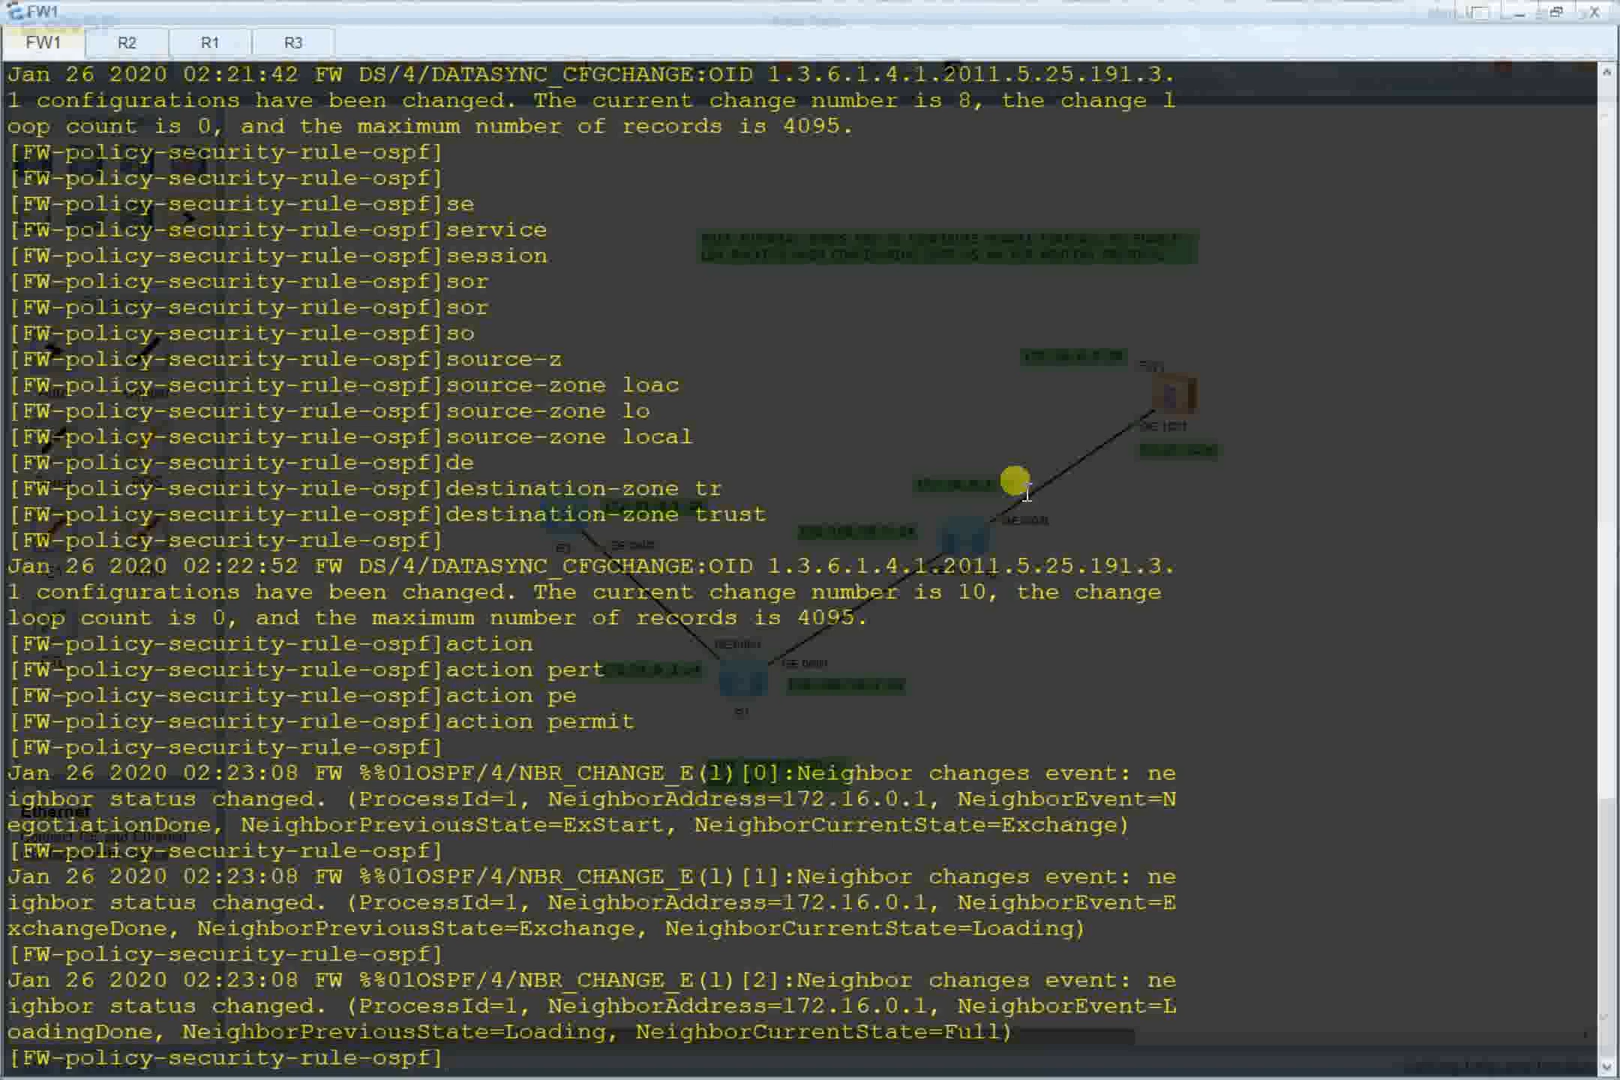 FW1
FW1 R2 R1 R3
Jan 26 2020 02:21:42 FW DS/4/DATASYNC_CFGCHANGE:OID 1.3.6.1.4.1.2011.5.25.191.3.
1 configurations have been changed. The current change number is 8, the change l
oop count is 0, and the maximum number of records is 4095.
[FW-policy-security-rule-ospf]
[FW-policy-security-rule-ospf]
[FW-policy-security-rule-ospf]se
[FW-policy-security-rule-ospf]service
[FW-policy-security-rule-ospf]session
[FW-policy-security-rule-ospf]sor
[FW-policy-security-rule-ospf]sor
[FW-policy-security-rule-ospf]so
[FW-policy-security-rule-ospf]source-z
[FW-policy-security-rule-ospf]source-zone loac
[FW-policy-security-rule-ospf]source-zone lo
[FW-policy-security-rule-ospf]source-zone local
[FW-policy-security-rule-ospf]de
[FW-policy-security-rule-ospf]destination-zone tr
[FW-policy-security-rule-ospf]destination-zone trust
[FW-policy-security-rule-ospf]
Jan 26 2020 02:22:52 FW DS/4/DATASYNC_CFGCHANGE:OID 1.3.6.1.4.1.2011.5.25.191.3.
1 configurations have been changed. The current change number is 10, the change
loop count is 0, and the maximum number of records is 4095.
[FW-policy-security-rule-ospf]action
[FW-policy-security-rule-ospf]action pert
[FW-policy-security-rule-ospf]action pe
[FW-policy-security-rule-ospf]action permit
[FW-policy-security-rule-ospf]
Jan 26 2020 02:23:08 FW %%01OSPF/4/NBR_CHANGE_E(l)[0]:Neighbor changes event: ne
ighbor status changed. (ProcessId=1, NeighborAddress=172.16.0.1, NeighborEvent=N
egotiationDone, NeighborPreviousState=ExStart, NeighborCurrentState=Exchange)
[FW-policy-security-rule-ospf]
Jan 26 2020 02:23:08 FW %%01OSPF/4/NBR_CHANGE_E(l)[1]:Neighbor changes event: ne
ighbor status changed. (ProcessId=1, NeighborAddress=172.16.0.1, NeighborEvent=E
xchangeDone, NeighborPreviousState=Exchange, NeighborCurrentState=Loading)
[FW-policy-security-rule-ospf]
Jan 26 2020 02:23:08 FW %%01OSPF/4/NBR_CHANGE_E(l)[2]:Neighbor changes event: ne
ighbor status changed. (ProcessId=1, NeighborAddress=172.16.0.1, NeighborEvent=L
oadingDone, NeighborPreviousState=Loading, NeighborCurrentState=Full)
[FW-policy-security-rule-ospf]
Ethernet